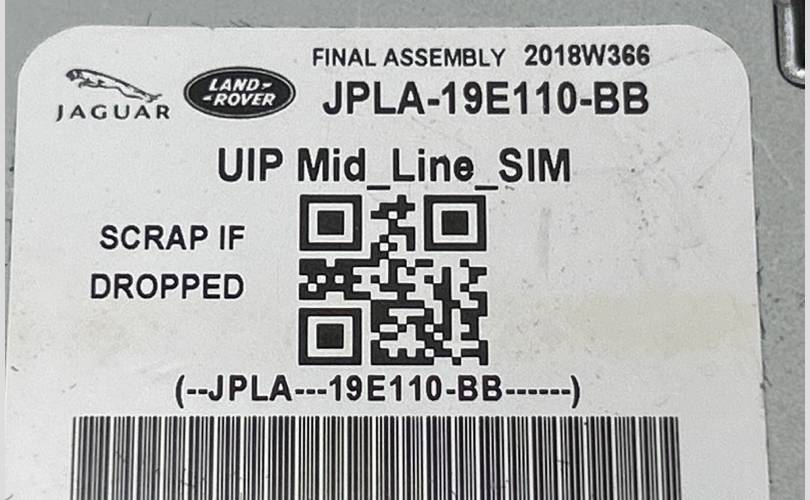 FINAL ASSEMBLY 2018W366
JAGUAR
LAND-
-ROVER
JPLA-19E110-BB
UIP Mid_Line_SIM
SCRAP IF
DROPPED
(--JPLA---19E110-BB------)